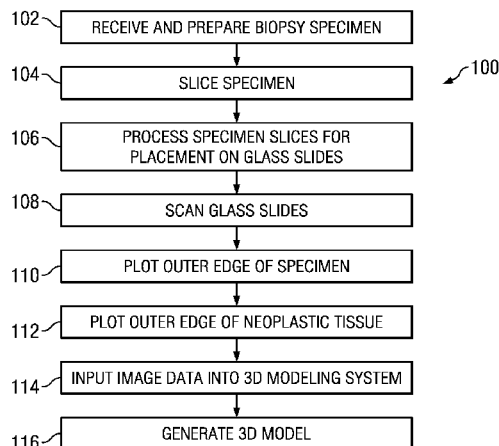 102 RECEIVE AND PREPARE BIOPSY SPECIMEN
104 SLICE SPECIMEN
100
106 PROCESS SPECIMEN SLICES FOR
PLACEMENT ON GLASS SLIDES
108 SCAN GLASS SLIDES
110 PLOT OUTER EDGE OF SPECIMEN
112 PLOT OUTER EDGE OF NEOPLASTIC TISSUE
114 INPUT IMAGE DATA INTO 3D MODELING SYSTEM
116 GENERATE 3D MODEL